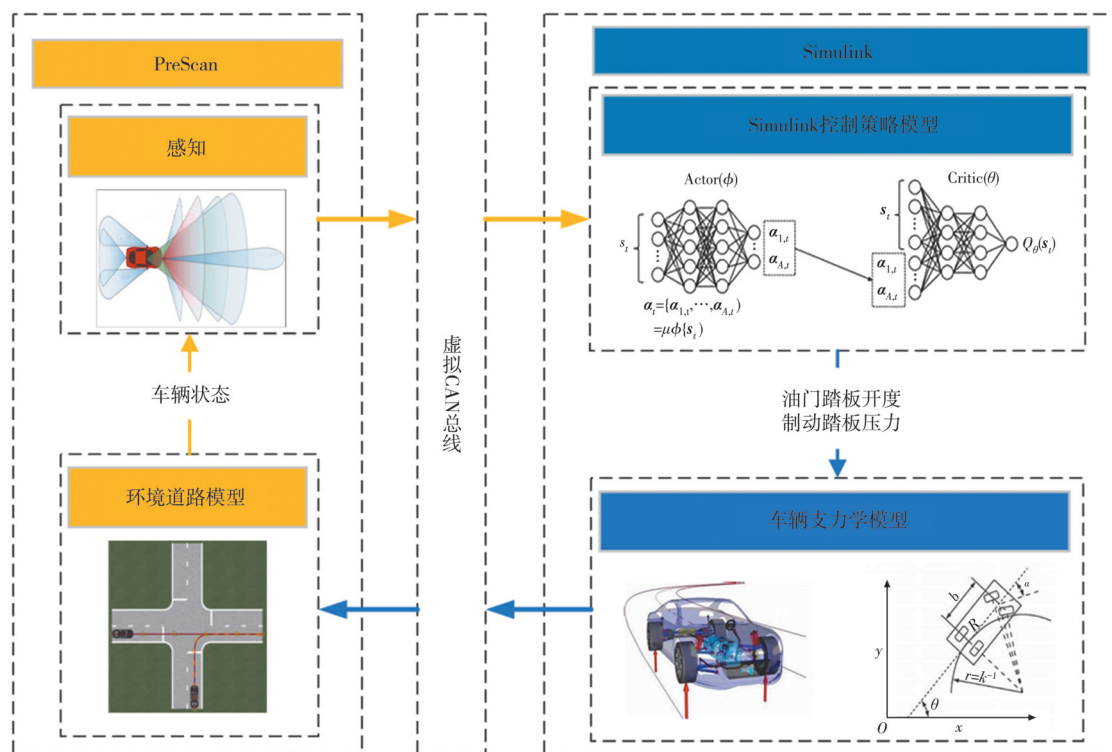 PreScan
感知
车辆状态
环境道路模型
虚拟CAN总线
Simulink
Simulink控制策略模型
Actor(ϕ)
s_t
α_{1,t}
α_{A,t}
α_t={α_{1,t},⋯,α_{A,t})
=μϕ{s_t)
Critic(θ)
s_t
α_{1,t}
α_{A,t}
Q_θ(s_t)
油门踏板开度
制动踏板压力
车辆支力学模型
y
b
R
α
r=k⁻¹
θ
O
x